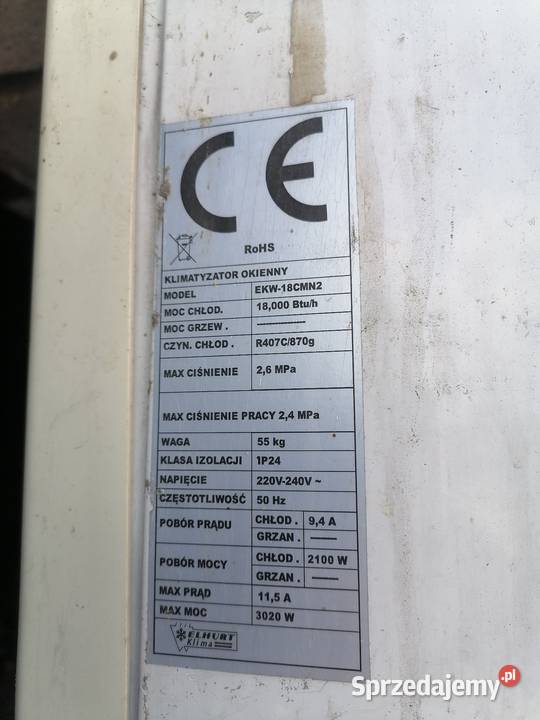 CE
RoHS
KLIMATYZATOR OKIENNY
MODEL EKW-18CMN2
MOC CHŁOD. 18,000 Btu/h
MOC GRZEW. ————
CZYN. CHŁOD. R407C/870g
MAX CIŚNIENIE 2,6 MPa
MAX CIŚNIENIE PRACY 2,4 MPa
WAGA 55 kg
KLASA IZOLACJI 1P24
NAPIĘCIE 220V-240V ~
CZĘSTOTLIWOŚĆ 50 Hz
POBÓR PRĄDU CHŁOD. 9,4 A
GRZAN. ——
POBÓR MOCY CHŁOD. 2100 W
GRZAN. ——
MAX PRĄD 11,5 A
MAX MOC 3020 W
ELHURT
Klima
Sprzedajemy.pl